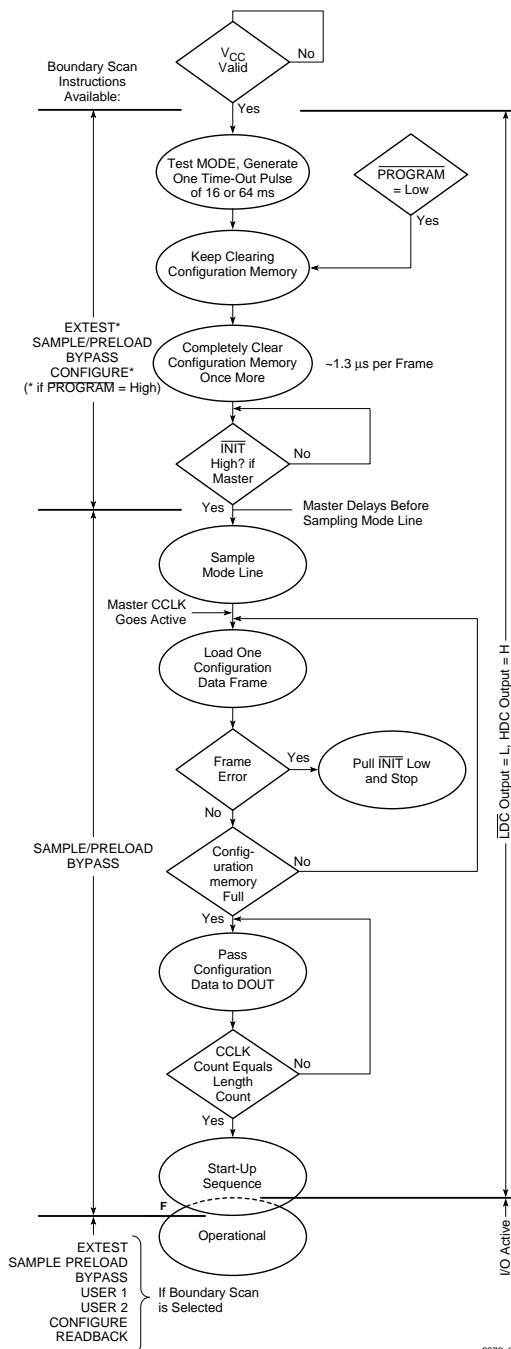 Boundary Scan
Instructions
Available:
VCC
Valid
No
Yes
Test MODE, Generate
One Time-Out Pulse
of 16 or 64 ms
PROGRAM
= Low
Yes
Keep Clearing
Configuration Memory
EXTEST*
SAMPLE/PRELOAD
BYPASS
CONFIGURE*
(* if PROGRAM = High)
Completely Clear
Configuration Memory
Once More
~1.3 µs per Frame
INIT
High? if
Master
No
Yes
Master Delays Before
Sampling Mode Line
Sample
Mode Line
Master CCLK
Goes Active
Load One
Configuration
Data Frame
Frame
Error
Yes
Pull INIT Low
and Stop
No
LDC Output = L, HDC Output = H
SAMPLE/PRELOAD
BYPASS
Config-
uration
memory
Full
No
Yes
Pass
Configuration
Data to DOUT
CCLK
Count Equals
Length
Count
No
Yes
Start-Up
Sequence
F
Operational
I/O Active
EXTEST
SAMPLE PRELOAD
BYPASS
USER 1
USER 2
CONFIGURE
READBACK
If Boundary Scan
is Selected